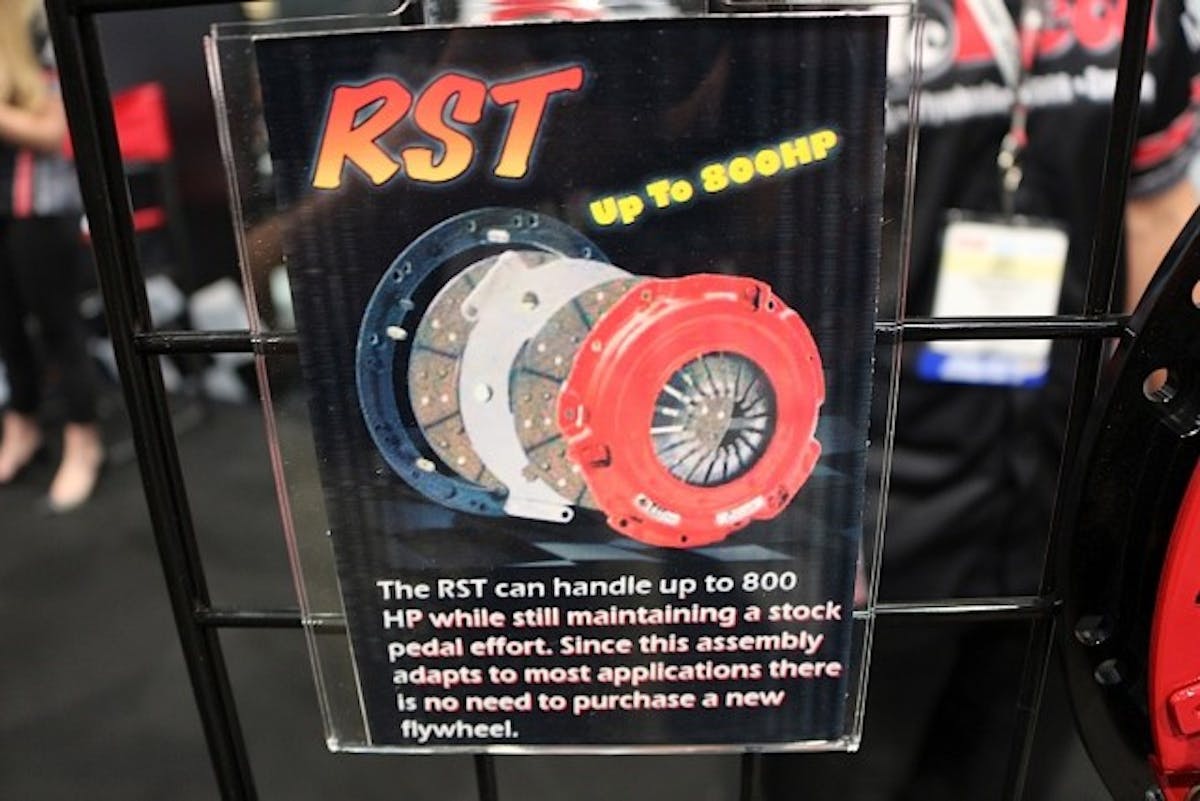 RST
Up To 800HP
The RST can handle up to 800
HP while still maintaining a stock
pedal effort. Since this assembly
adapts to most applications there
is no need to purchase a new
flywheel.